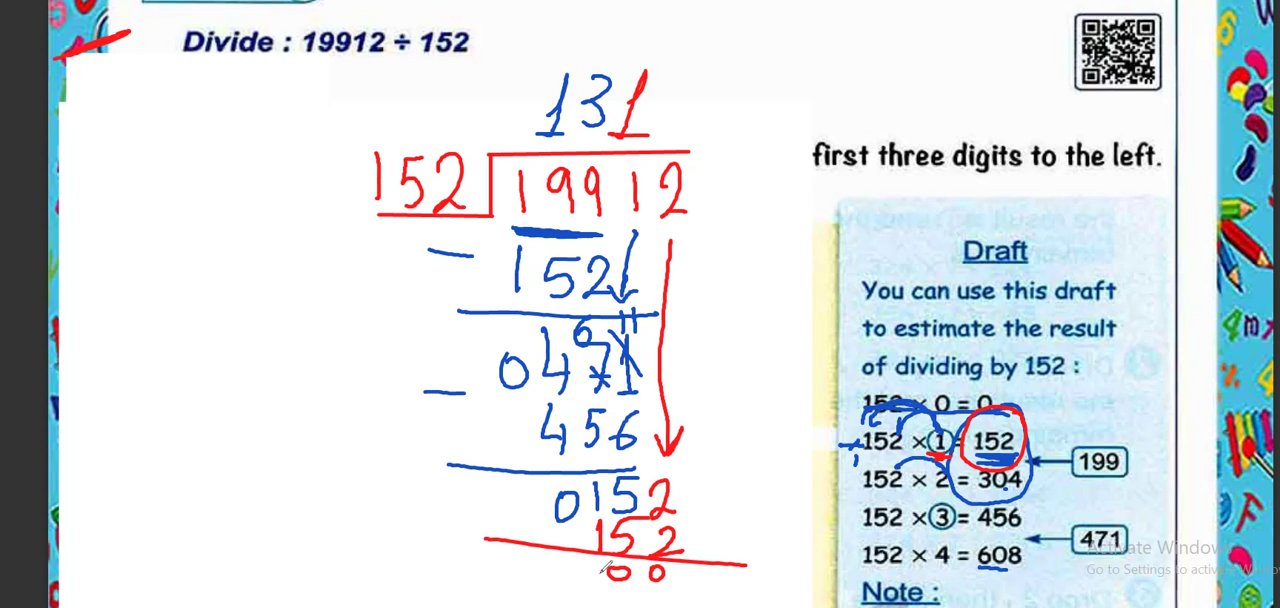 Divide : 19912 ÷ 152
131
152 19912
first three digits to the left.
- 152
0471
6 11
- 456
0152
152
00
Draft
You can use this draft
to estimate the result
of dividing by 152 :
152 × 0 = 0
152 × 1 = 152
199
152 × 2 = 304
152 × 3 = 456
471
152 × 4 = 608
Note :
+
Activate Windows
Go to Settings to activate Windows